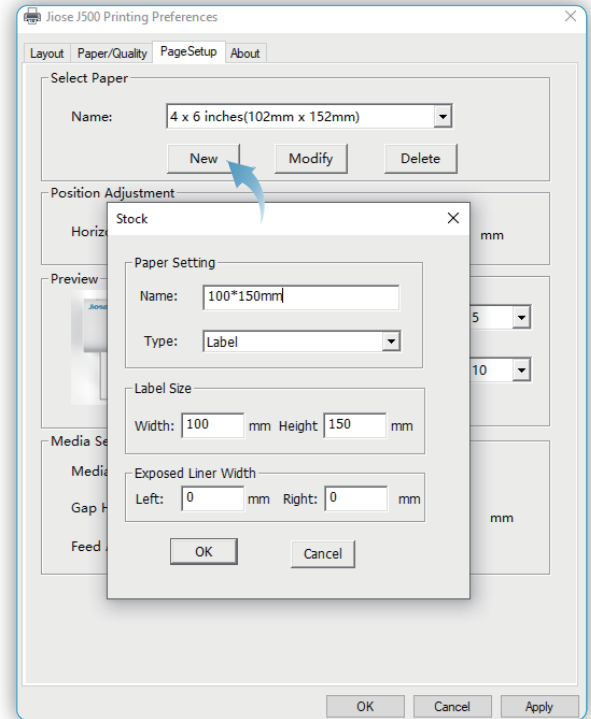 Jiose J500 Printing Preferences
Layout Paper/Quality PageSetup About
Select Paper
Name: 4 x 6 inches(102mm x 152mm)
New Modify Delete
Position Adjustment
mm
Preview
Jiose
5
10
mm
Stock
Paper Setting
Name: 100*150mm
Type: Label
Label Size
Width: 100 mm Height 150 mm
Exposed Liner Width
Left: 0 mm Right: 0 mm
OK Cancel
Media
Gap
Feed
OK Cancel Apply